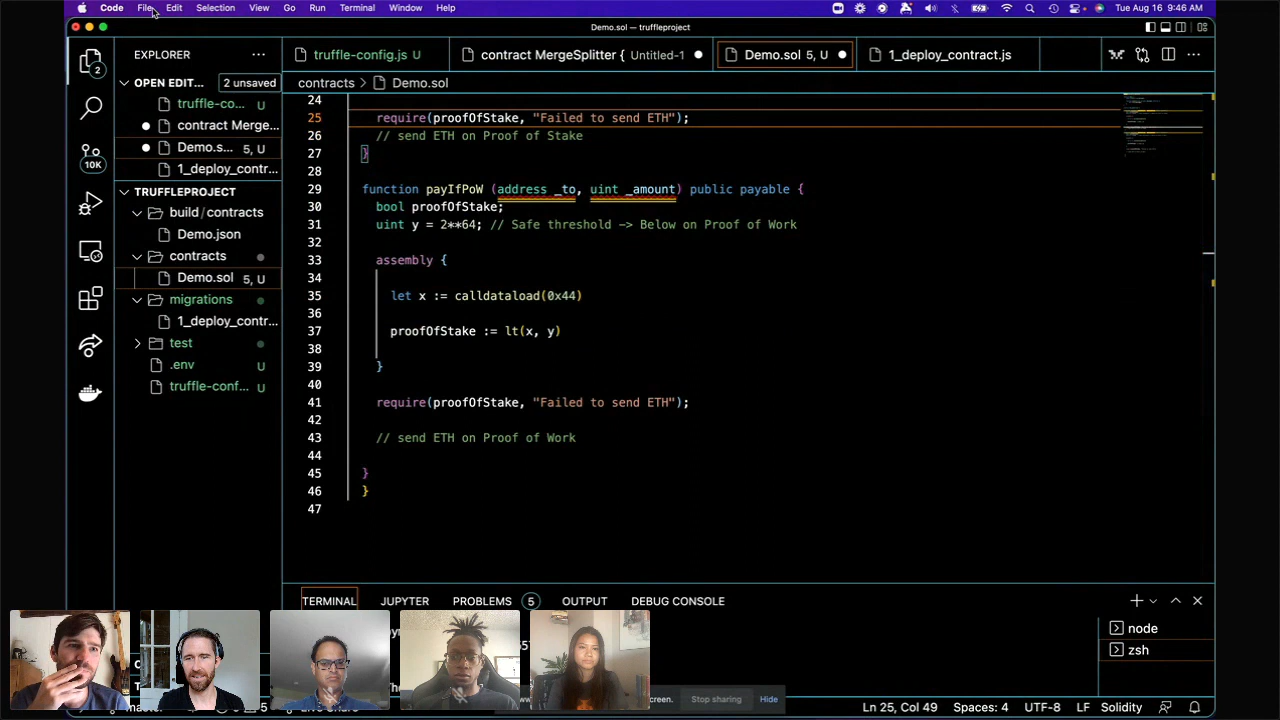 Code File Edit Selection View Go Run Terminal Window Help Tue Aug 16 9:46 AM
Demo.sol — truffleproject
EXPLORER
truffle-config.js U
contract MergeSplitter { Untitled-1
Demo.sol 5, U
1_deploy_contract.js
OPEN EDIT... 2 unsaved
contracts > Demo.sol
truffle-co... U
contract Merge...
Demo.s... 5, U
1_deploy_contr...
TRUFFLEPROJECT
build / contracts
Demo.json
contracts
Demo.sol 5, U
migrations
1_deploy_contr...
test
.env U
truffle-conf... U
2
10K
24
25 require(proofOfStake, "Failed to send ETH");
26 // send ETH on Proof of Stake
27 }
28
29 function payIfPoW (address _to, uint _amount) public payable {
30 bool proofOfStake;
31 uint y = 2**64; // Safe threshold -> Below on Proof of Work
32
33 assembly {
34
35 let x := calldataload(0x44)
36
37 proofOfStake := lt(x, y)
38
39 }
40
41 require(proofOfStake, "Failed to send ETH");
42
43 // send ETH on Proof of Work
44
45 }
46 }
47
TERMINAL JUPYTER PROBLEMS 5 OUTPUT DEBUG CONSOLE
node
zsh
screen. Stop sharing Hide
Ln 25, Col 49 Spaces: 4 UTF-8 LF Solidity